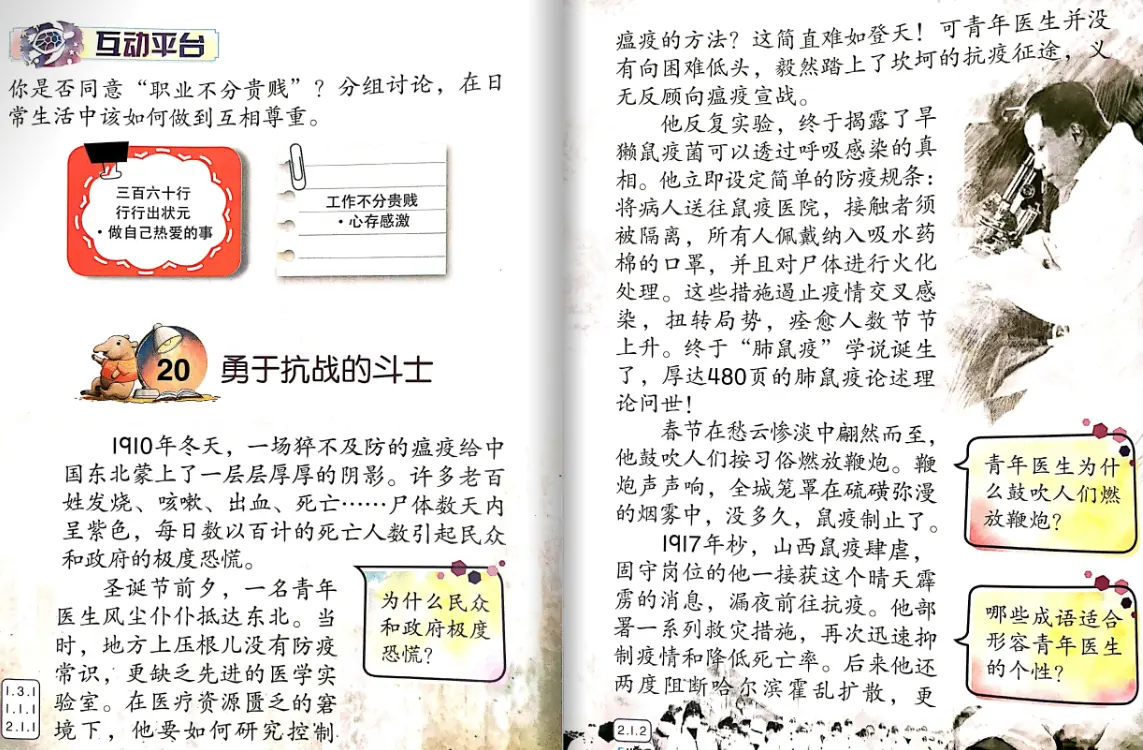 互动平台
你是否同意“职业不分贵贱”？分组讨论，在日
常生活中该如何做到互相尊重。
三百六十行
行行出状元
•做自己热爱的事
工作不分贵贱
•心存感激
20 勇于抗战的斗士
1910年冬天，一场猝不及防的瘟疫给中
国东北蒙上了一层层厚厚的阴影。许多老百
姓发烧、咳嗽、出血、死亡……尸体数天内
呈紫色，每日数以百计的死亡人数引起民众
和政府的极度恐慌。
圣诞节前夕，一名青年
医生风尘仆仆抵达东北。当
时，地方上压根儿没有防疫
常识，更缺乏先进的医学实
验室。在医疗资源匮乏的窘
境下，他要如何研究控制
为什么民众
和政府极度
恐慌？
1.3.1
1.1.1
2.1.1
瘟疫的方法？这简直难如登天！可青年医生并没
有向困难低头，毅然踏上了坎坷的抗疫征途，义
无反顾向瘟疫宣战。
他反复实验，终于揭露了旱
獭鼠疫菌可以透过呼吸感染的真
相。他立即设定简单的防疫规条：
将病人送往鼠疫医院，接触者须
被隔离，所有人佩戴纳入吸水药
棉的口罩，并且对尸体进行火化
处理。这些措施遏止疫情交叉感
染，扭转局势，痊愈人数节节
上升。终于“肺鼠疫”学说诞生
了，厚达480页的肺鼠疫论述理
论问世！
春节在愁云惨淡中翩然而至，
他鼓吹人们按习俗燃放鞭炮。鞭
炮声声响，全城笼罩在硫磺弥漫
的烟雾中，没多久，鼠疫制止了。
1917年杪，山西鼠疫肆虐，
固守岗位的他一接获这个晴天霹
雳的消息，漏夜前往抗疫。他部
署一系列救灾措施，再次迅速抑
制疫情和降低死亡率。后来他还
两度阻断哈尔滨霍乱扩散，更
青年医生为什
么鼓吹人们燃
放鞭炮？
哪些成语适合
形容青年医生
的个性？
2.1.2